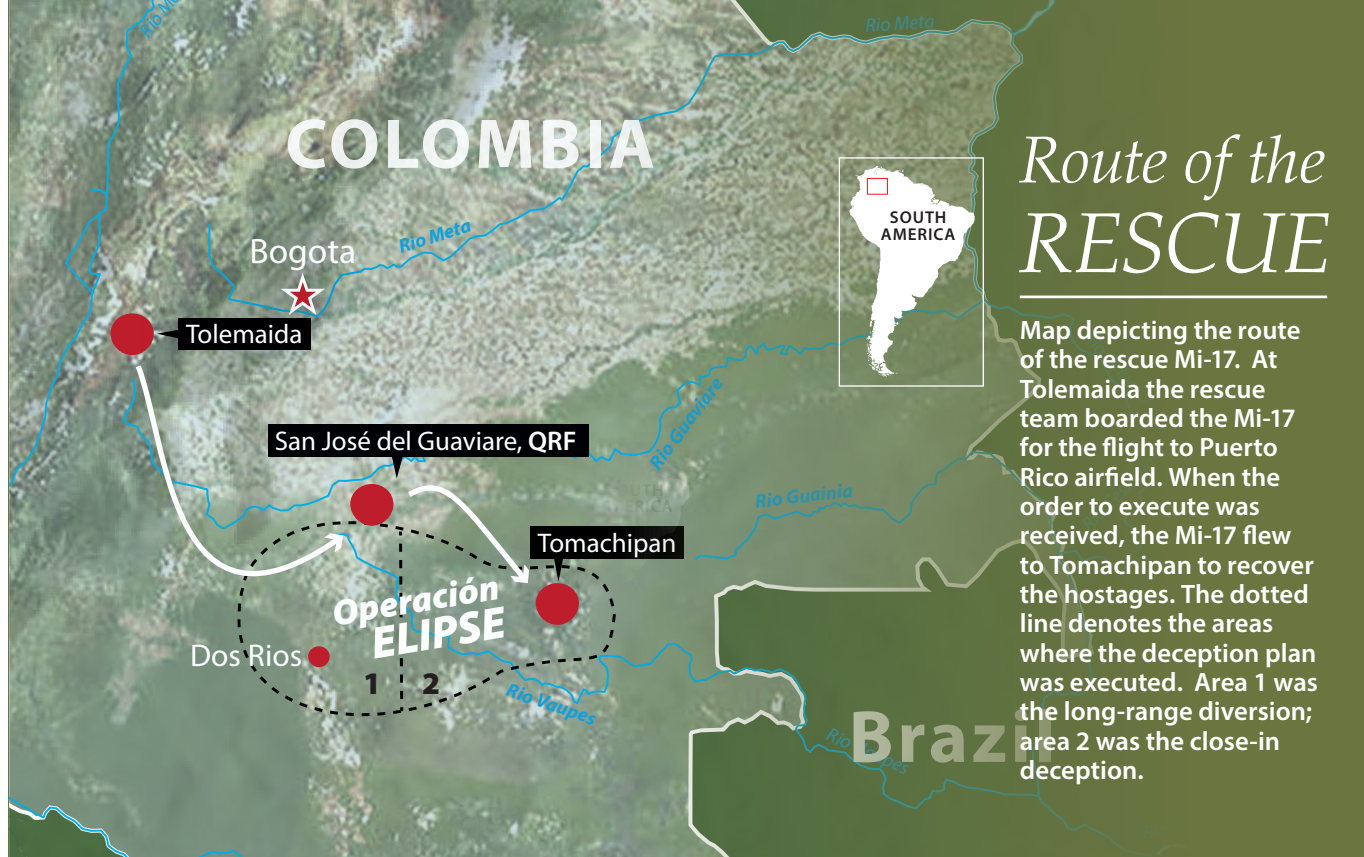 Rio Meta
COLOMBIA
Bogota
Rio Meta
Tolemaida
San José del Guaviare, QRF
Rio Guaviare
Rio Guainia
Tomachipan
Operación
ELIPSE
Dos Rios
1
2
Rio Vaupes
Brazil
SOUTH
AMERICA
Route of the
RESCUE
Map depicting the route
of the rescue Mi-17.  At
Tolemaida the rescue
team boarded the Mi-17
for the flight to Puerto
Rico airfield. When the
order to execute was
received, the Mi-17 flew
to Tomachipan to recover
the hostages. The dotted
line denotes the areas
where the deception plan
was executed.  Area 1 was
the long-range diversion;
area 2 was the close-in
deception.